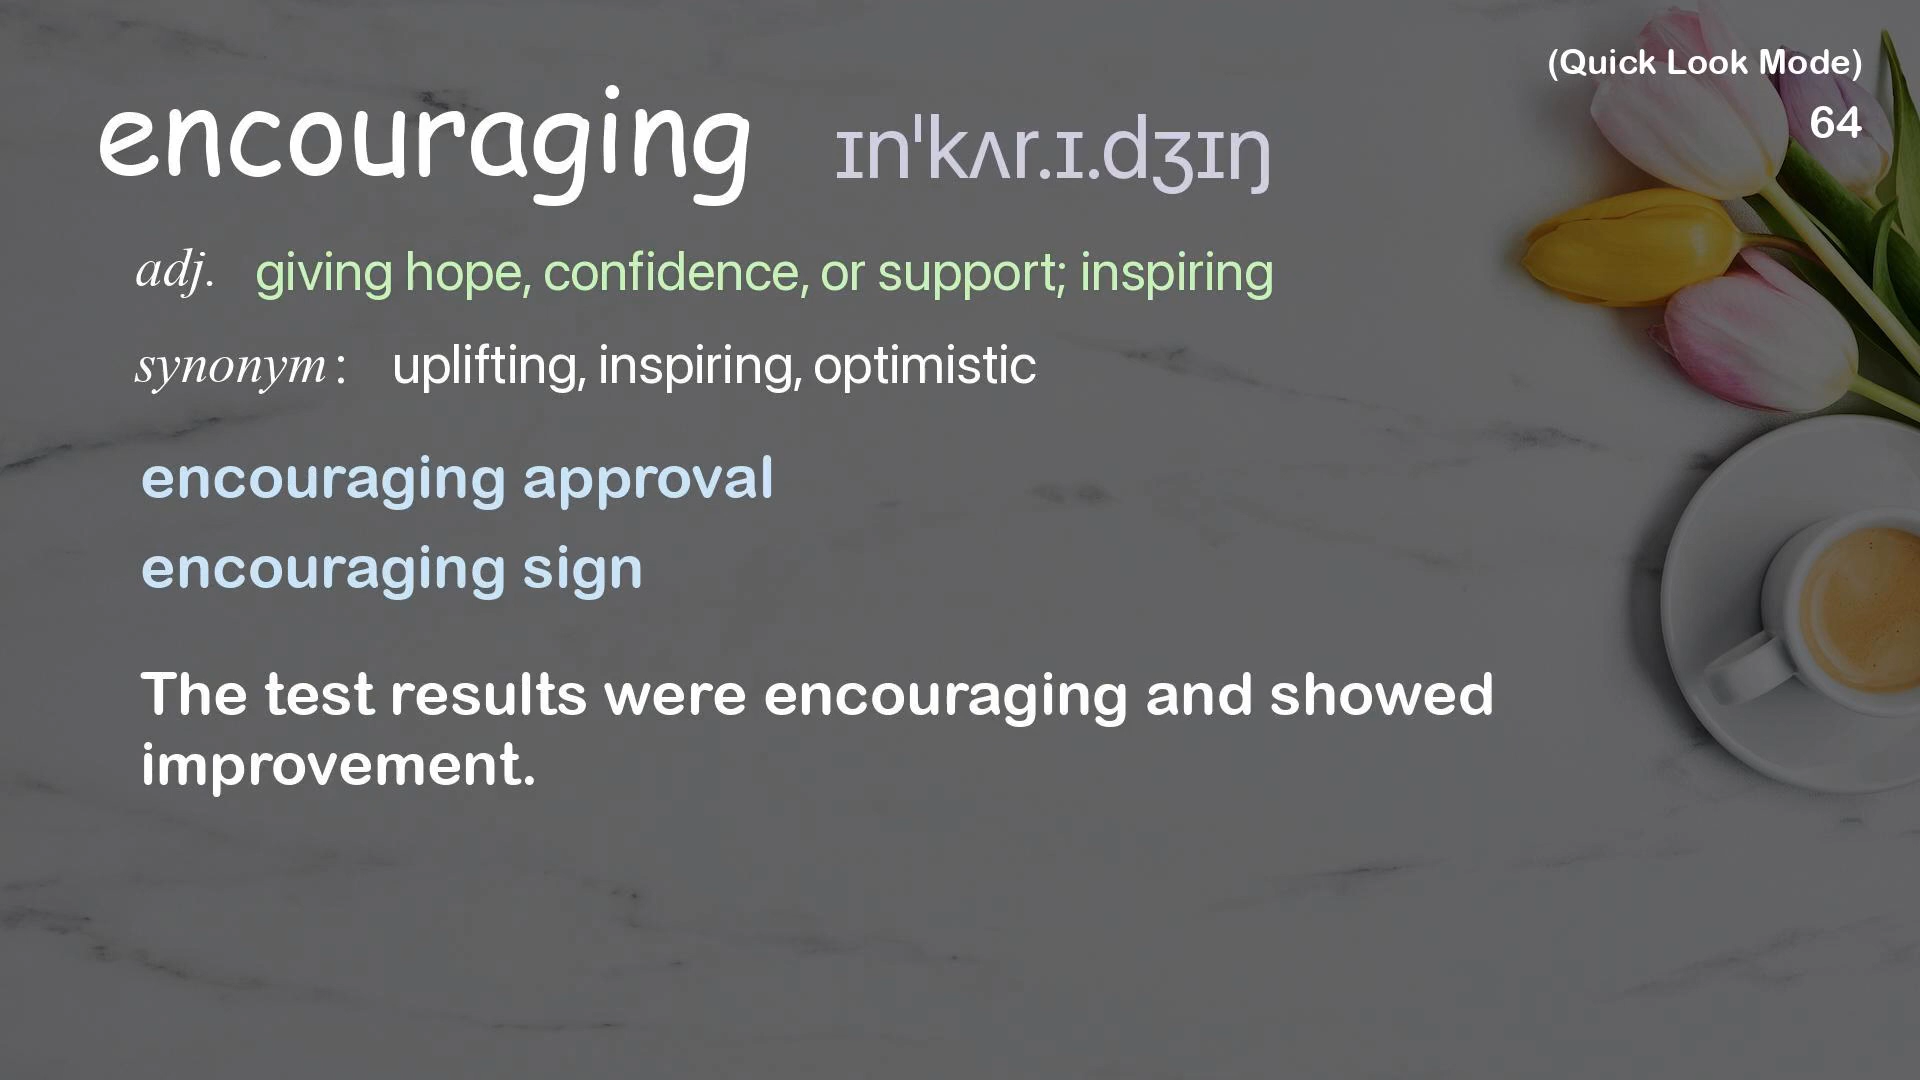 (Quick Look Mode)
64
encouraging ɪnˈkʌr.ɪ.dʒɪŋ
adj. giving hope, confidence, or support; inspiring
synonym : uplifting, inspiring, optimistic
encouraging approval
encouraging sign
The test results were encouraging and showed
improvement.